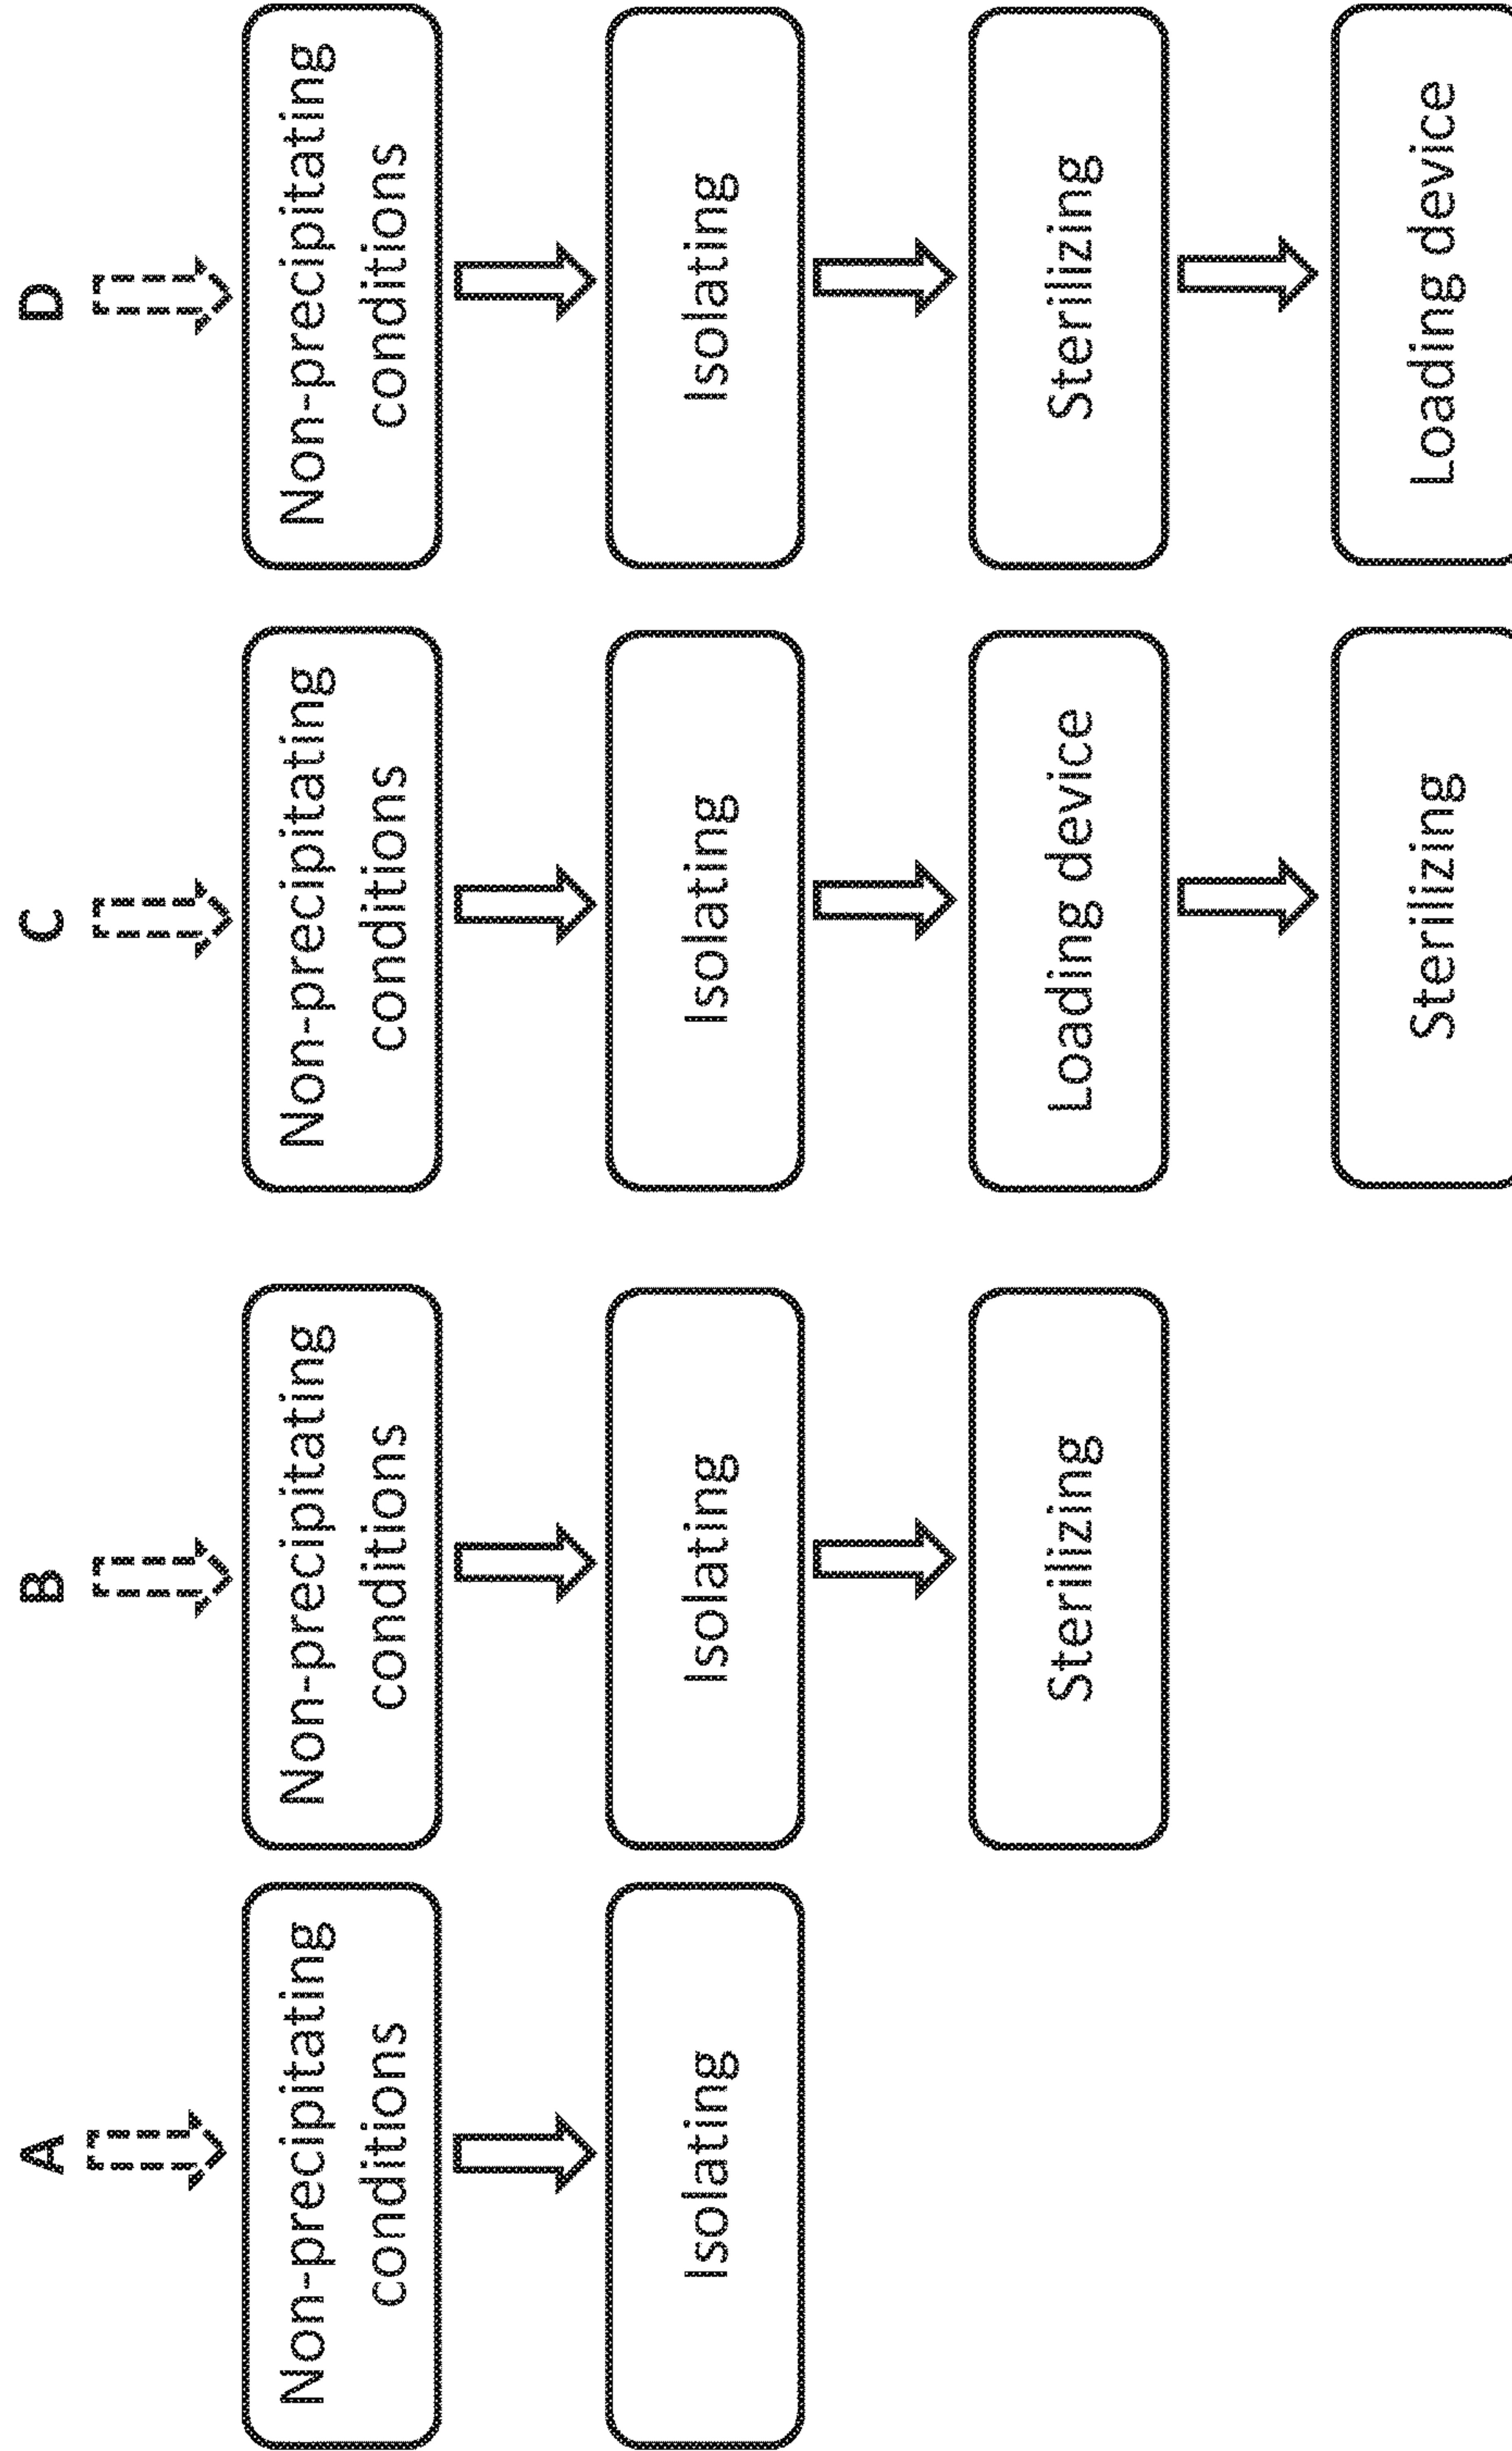 A
Non-precipitating
conditions
Isolating
B
Non-precipitating
conditions
Isolating
Sterilizing
C
Non-precipitating
conditions
Isolating
Loading device
Sterilizing
D
Non-precipitating
conditions
Isolating
Sterilizing
Loading device